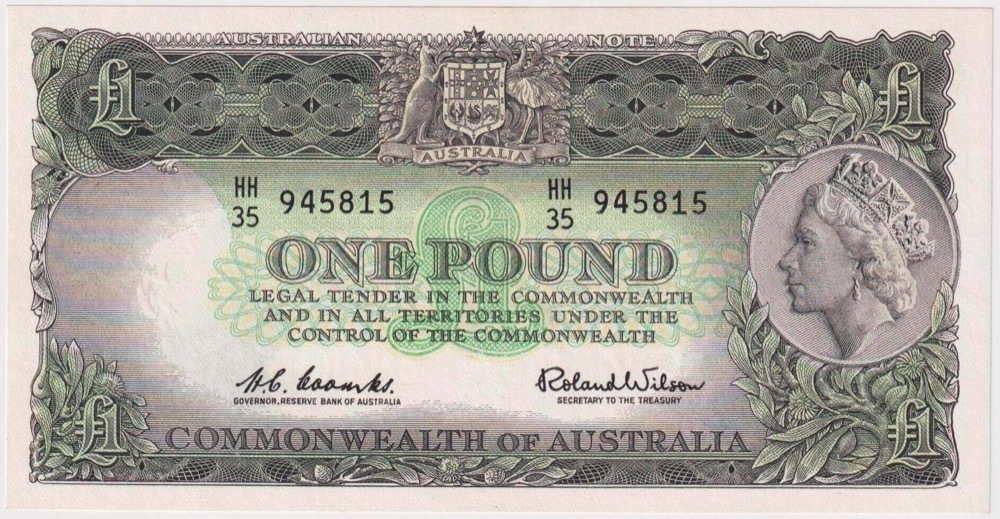 AUSTRALIAN NOTE
£1 £1
AUSTRALIA
HH 35 945815 HH 35 945815
ONE POUND
LEGAL TENDER IN THE COMMONWEALTH
AND IN ALL TERRITORIES UNDER THE
CONTROL OF THE COMMONWEALTH
H.C. Coombs. Roland Wilson
GOVERNOR, RESERVE BANK OF AUSTRALIA SECRETARY TO THE TREASURY
£1 £1
COMMONWEALTH OF AUSTRALIA